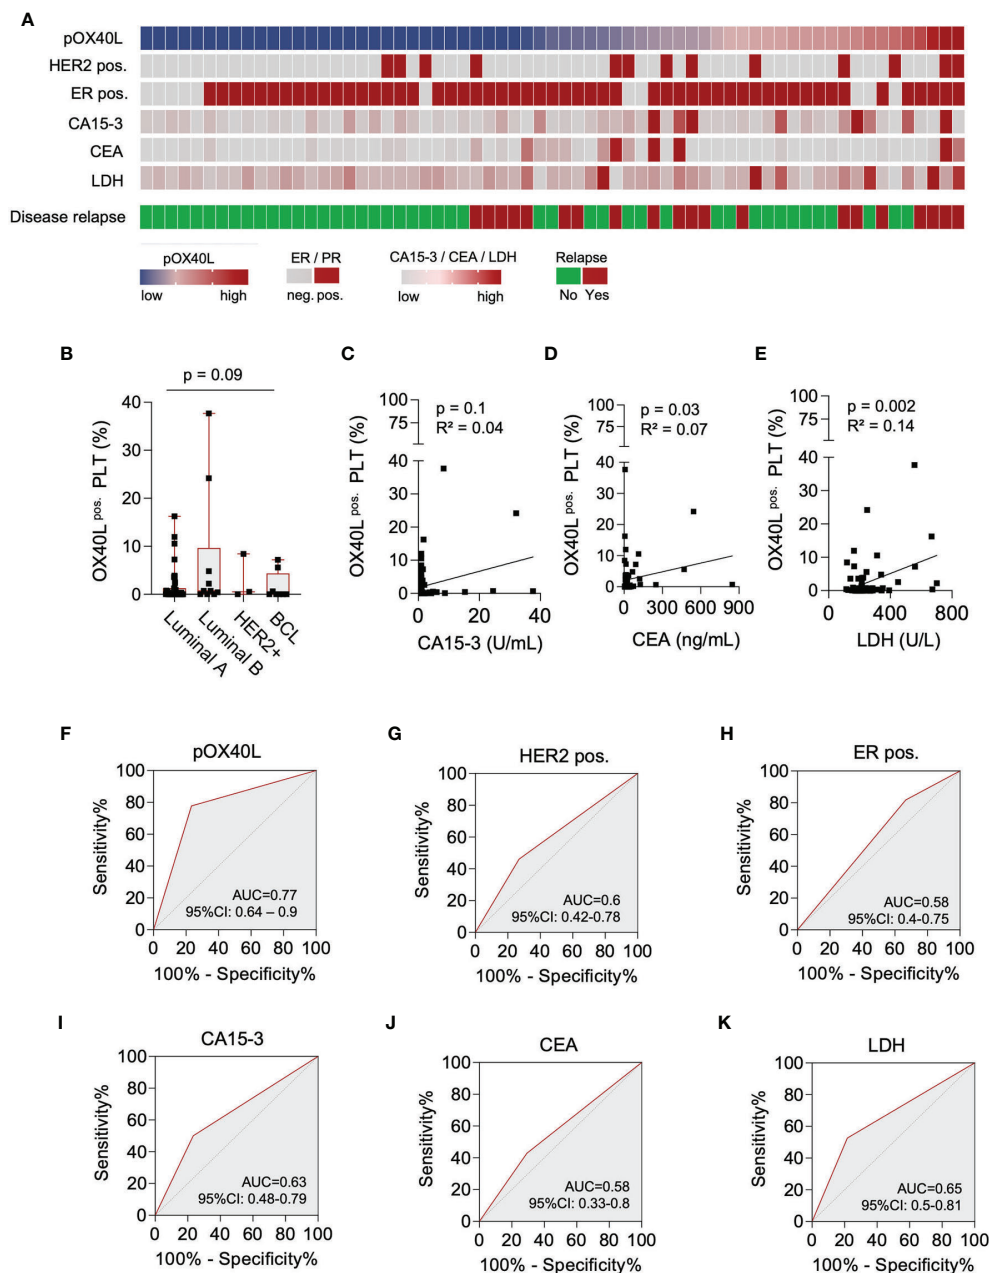 A
pOX40L
HER2 pos.
ER pos.
CA15-3
CEA
LDH
Disease relapse
pOX40L
low high
ER / PR
neg. pos.
CA15-3 / CEA / LDH
low high
Relapse
No Yes
B
p = 0.09
OX40L pos. PLT (%)
40
30
20
10
0
Luminal A
Luminal B
HER2+
BCL
C
p = 0.1
R² = 0.04
OX40L pos. PLT (%)
100
75
40
30
20
10
0
0 20 40
CA15-3 (U/mL)
D
p = 0.03
R² = 0.07
OX40L pos. PLT (%)
100
75
40
30
20
10
0
0 300 600 900
CEA (ng/mL)
E
p = 0.002
R² = 0.14
OX40L pos. PLT (%)
100
75
40
30
20
10
0
0 400 800
LDH (U/L)
F
pOX40L
Sensitivity%
100
80
60
40
20
0
AUC=0.77
95%CI: 0.64 – 0.9
0 20 40 60 80 100
100% - Specificity%
G
HER2 pos.
Sensitivity%
100
80
60
40
20
0
AUC=0.6
95%CI: 0.42-0.78
0 20 40 60 80 100
100% - Specificity%
H
ER pos.
Sensitivity%
100
80
60
40
20
0
AUC=0.58
95%CI: 0.4-0.75
0 20 40 60 80 100
100% - Specificity%
I
CA15-3
Sensitivity%
100
80
60
40
20
0
AUC=0.63
95%CI: 0.48-0.79
0 20 40 60 80 100
100% - Specificity%
J
CEA
Sensitivity%
100
80
60
40
20
0
AUC=0.58
95%CI: 0.33-0.8
0 20 40 60 80 100
100% - Specificity%
K
LDH
Sensitivity%
100
80
60
40
20
0
AUC=0.65
95%CI: 0.5-0.81
0 20 40 60 80 100
100% - Specificity%